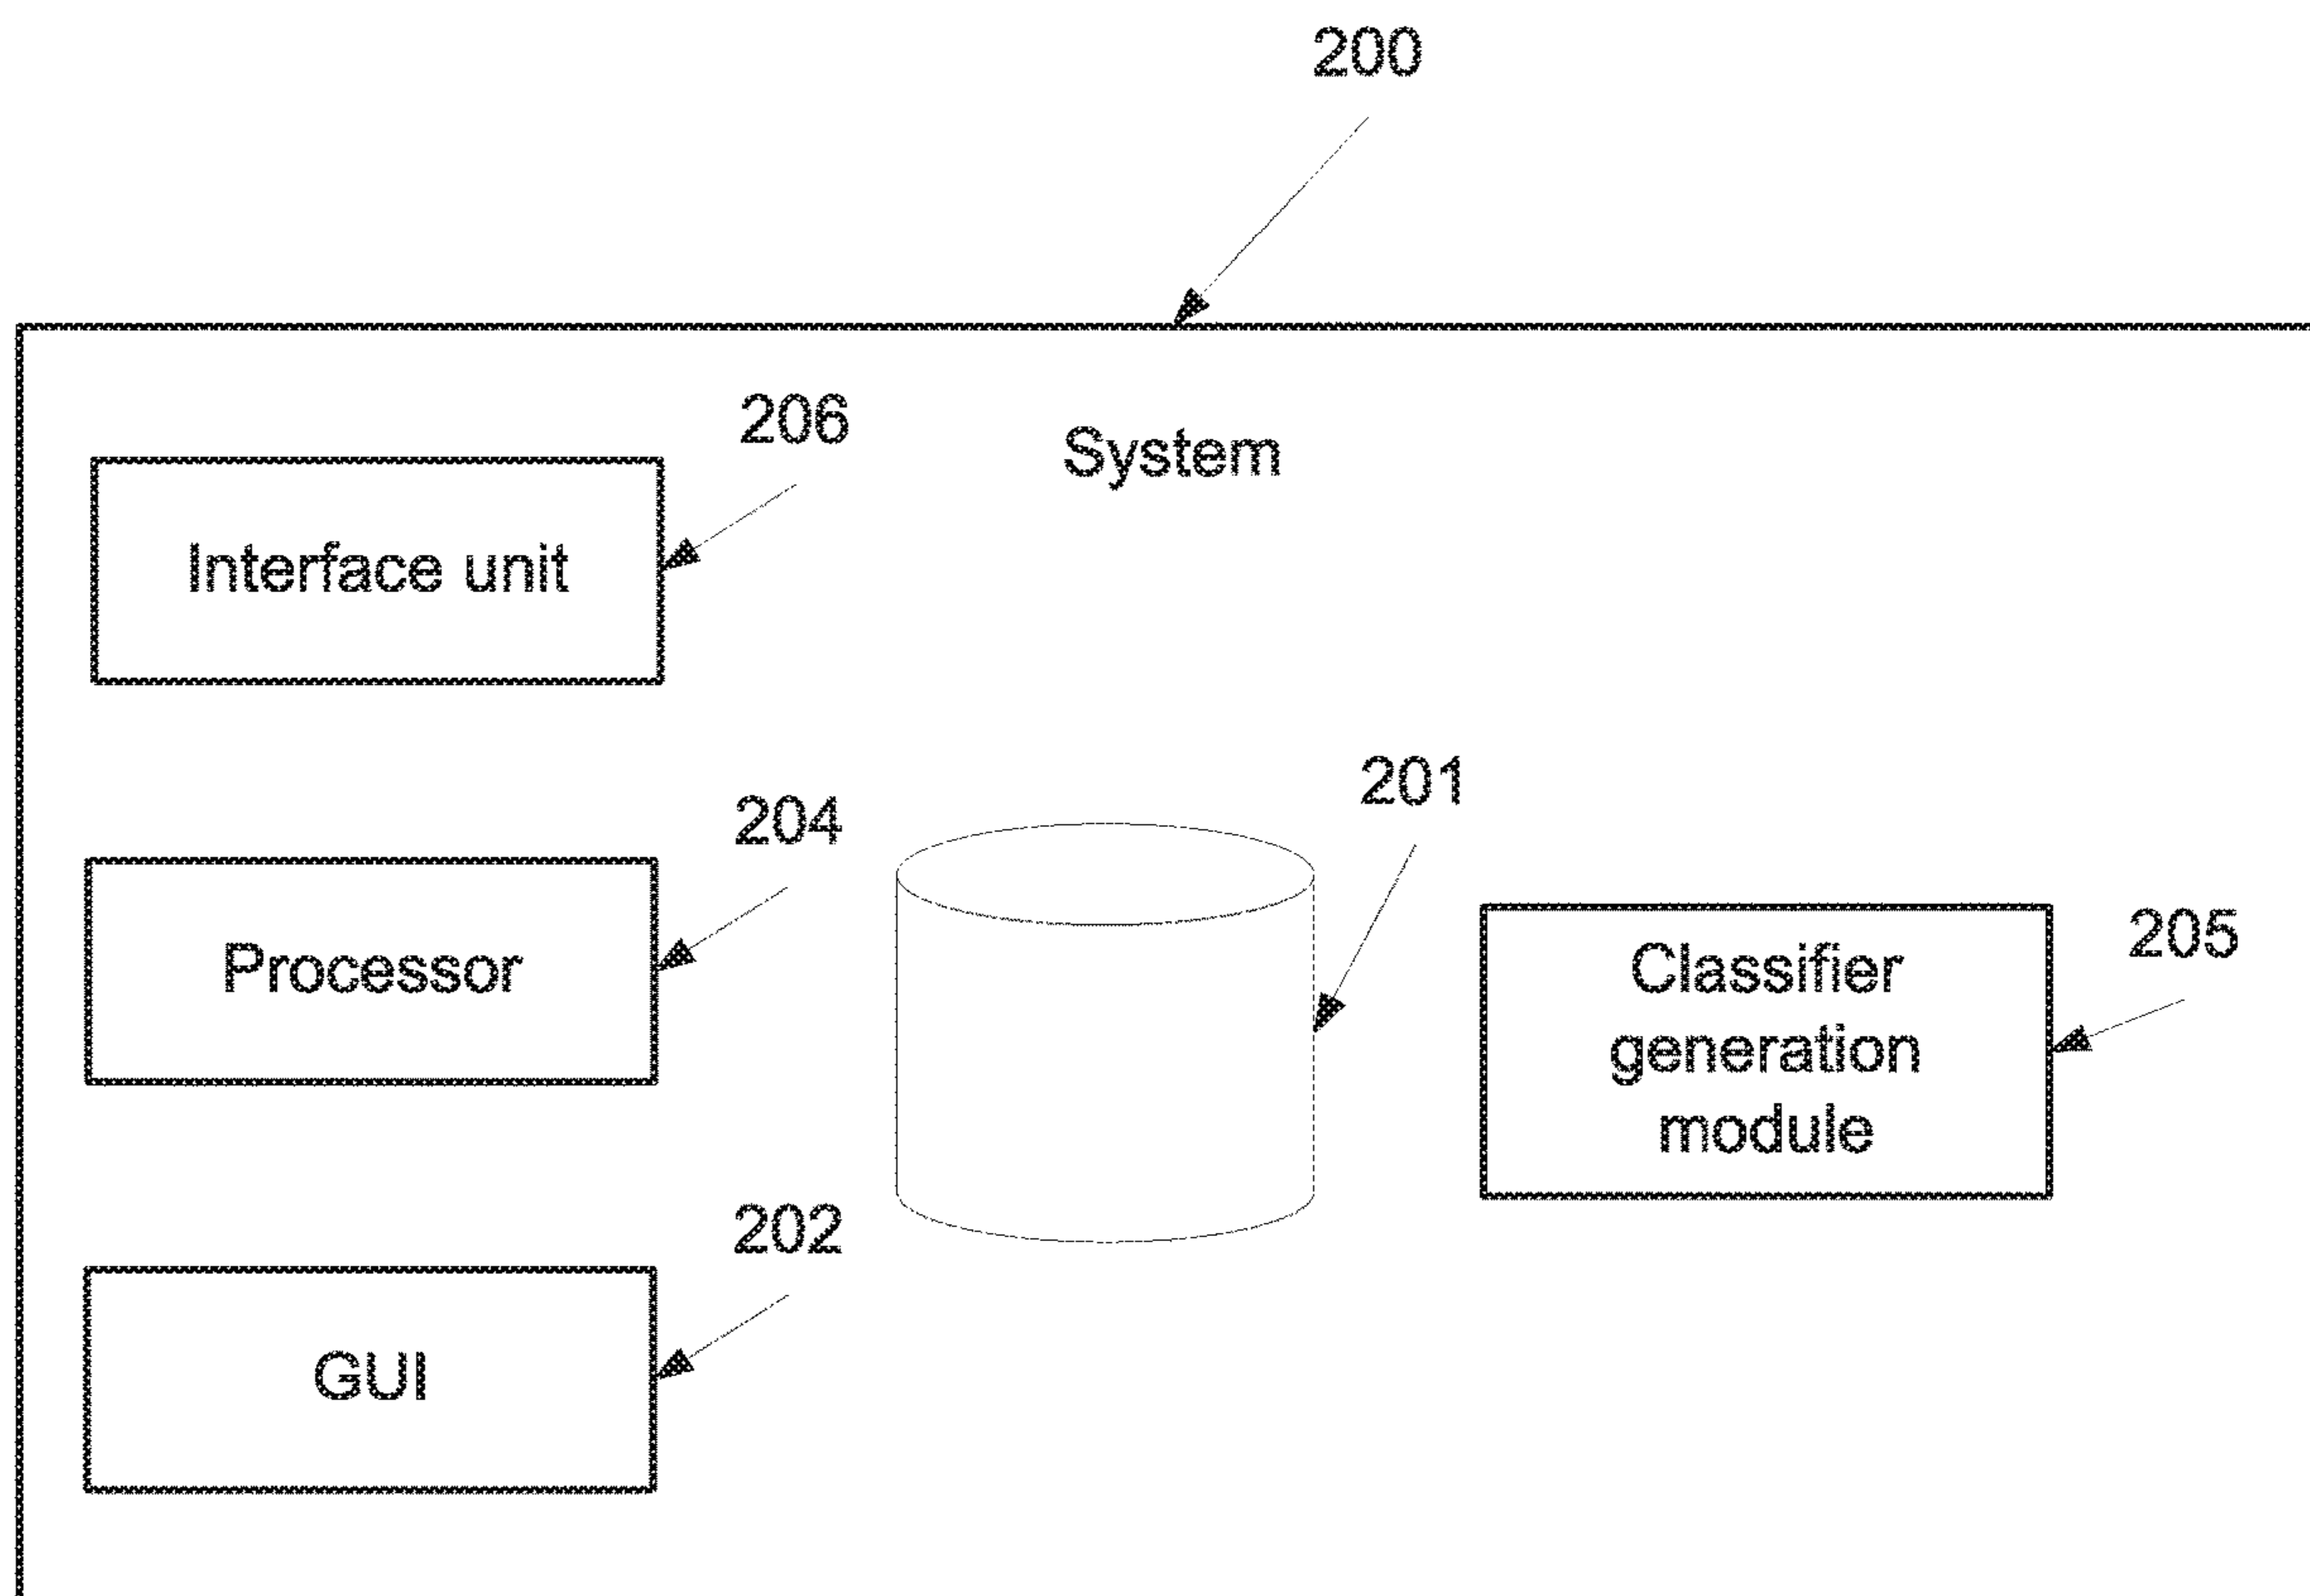 200
206
System
Interface unit
201
204
205
Processor
Classifier
generation
module
202
GUI